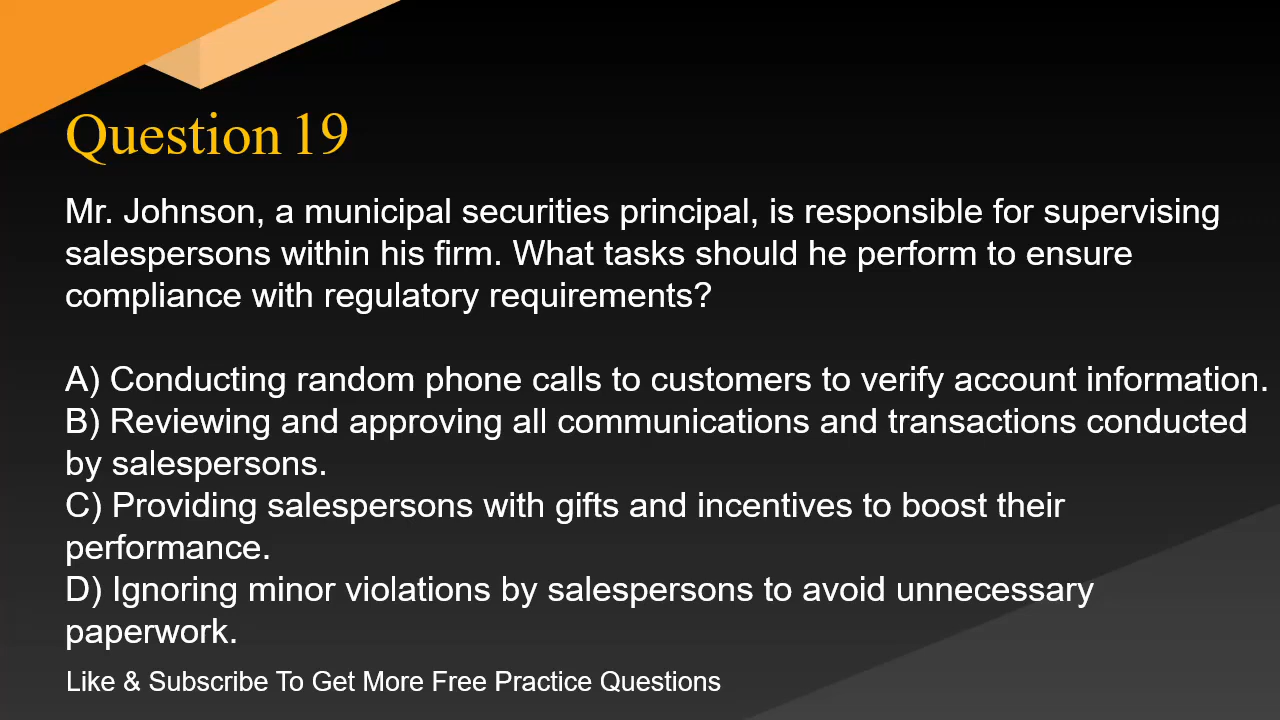 Question 19
Mr. Johnson, a municipal securities principal, is responsible for supervising
salespersons within his firm. What tasks should he perform to ensure
compliance with regulatory requirements?
A) Conducting random phone calls to customers to verify account information.
B) Reviewing and approving all communications and transactions conducted
by salespersons.
C) Providing salespersons with gifts and incentives to boost their
performance.
D) Ignoring minor violations by salespersons to avoid unnecessary
paperwork.
Like & Subscribe To Get More Free Practice Questions